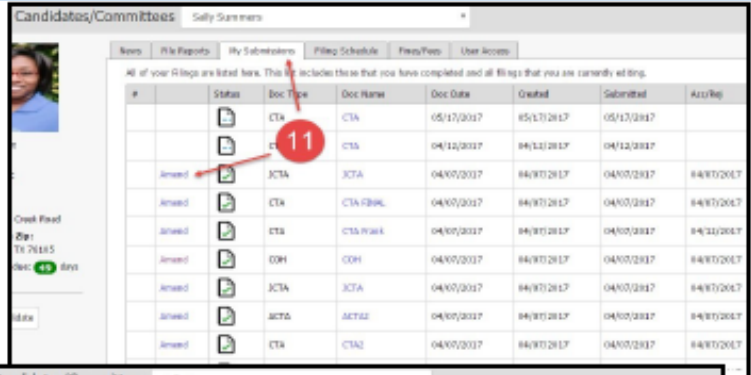 Candidates/Committees Sally Summers
News File Reports My Submissions Filing Schedule Fines/Fees User Access
All of your filings are listed here. This list includes those that you have completed and all filings that you are currently editing.
# Status Doc Type Doc Name Doc Date Created Submitted Acc/Rej
CTA CTA 05/17/2017 05/17/2017 05/17/2017
CTA 04/12/2017 04/12/2017 04/12/2017
11
Amend JCTA JCTA 04/07/2017 04/07/2017 04/07/2017 04/07/2017
Amend CTA CTA FINAL 04/07/2017 04/07/2017 04/07/2017 04/07/2017
Amend CTA CTA 04/07/2017 04/07/2017 04/07/2017
Creek Road
Zip:
Amend COH COH 04/07/2017 04/07/2017 04/07/2017 04/07/2017
due: 49 days
Amend JCTA JCTA 04/07/2017 04/07/2017 04/07/2017 04/07/2017
Amend ACTA ACTA2 04/07/2017 04/07/2017 04/07/2017 04/07/2017
didate
Amend CTA CTA2 04/07/2017 04/07/2017 04/07/2017 04/07/2017